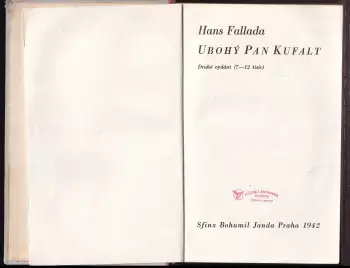 Hans Fallada
UBOHÝ PAN KUFALT
Druhé vydání (7—12 tisíc)
Sfinx Bohumil Janda Praha 1942